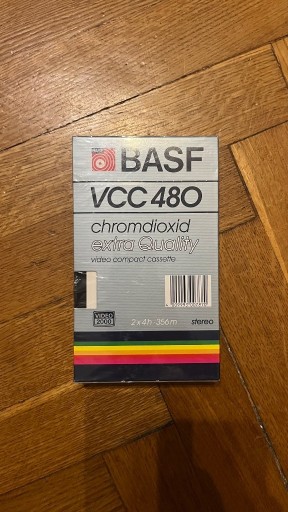 BASF
VCC 480
chromdioxid
extra Quality
video compact cassette
VIDEO
2000
2x4h·356m
stereo